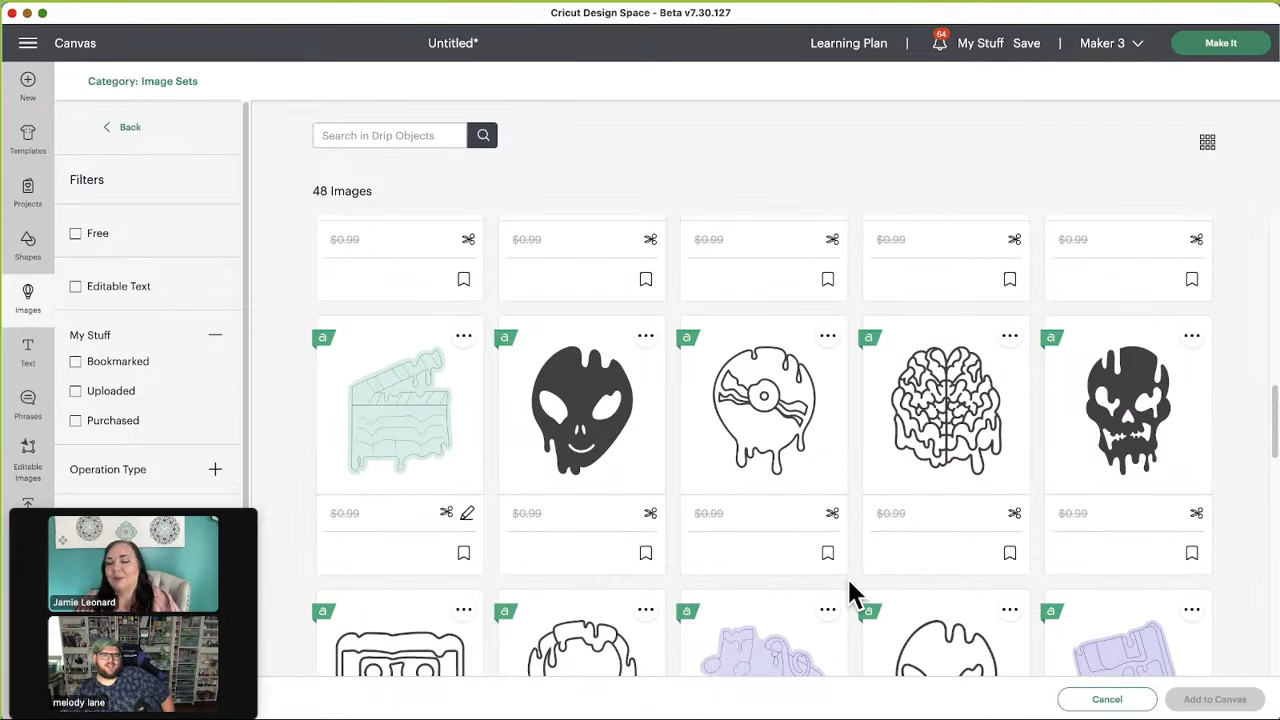 Cricut Design Space - Beta v7.30.127
Canvas
Untitled*
Learning Plan
64
My Stuff
Save
Maker 3
Make It
Category: Image Sets
New
Templates
Projects
Shapes
Images
Text
Phrases
Editable
Images
Back
Filters
Free
Editable Text
My Stuff
Bookmarked
Uploaded
Purchased
Operation Type
Search in Drip Objects
48 Images
$0.99
$0.99
$0.99
$0.99
$0.99
a
a
a
a
a
$0.99
$0.99
$0.99
$0.99
$0.99
a
a
a
a
a
Jamie Leonard
melody lane
Cancel
Add to Canvas